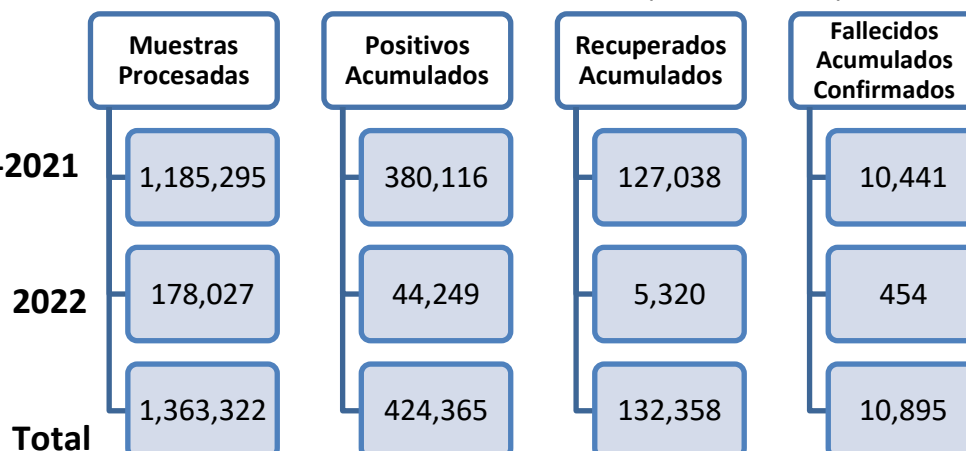 Muestras
Procesadas
Positivos
Acumulados
Recuperados
Acumulados
Fallecidos
Acumulados
Confirmados
-2021
1,185,295
380,116
127,038
10,441
2022
178,027
44,249
5,320
454
Total
1,363,322
424,365
132,358
10,895